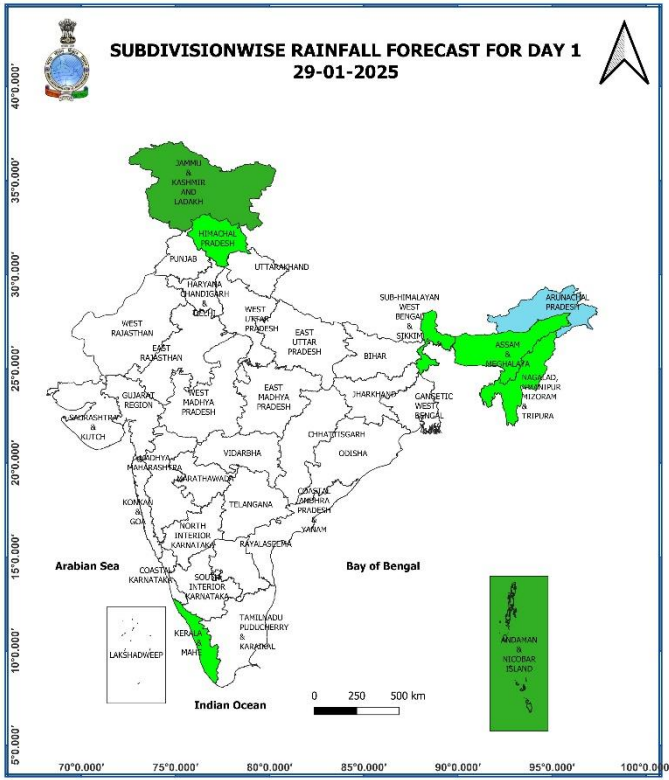 SUBDIVISIONWISE RAINFALL FORECAST FOR DAY 1
29-01-2025
40°0.000'
35°0.000'
30°0.000'
25°0.000'
20°0.000'
15°0.000'
10°0.000'
5°0.000'
JAMMU
&
KASHMIR
AND
LADAKH
HIMACHAL
PRADESH
PUNJAB
UTTARAKHAND
HARYANA
CHANDIGARH
&
DELHI
WEST
RAJASTHAN
EAST
RAJASTHAN
WEST
UTTAR
PRADESH
EAST
UTTAR
PRADESH
SUB-HIMALAYAN
WEST
BENGAL
&
SIKKIM
ARUNACHAL
PRADESH
ASSAM
&
MEGHALAYA
NAGALAD,
MANIPUR
MIZORAM
&
TRIPURA
BIHAR
JHARKHAND
GANGETIC
WEST
BENGAL
GUJARAT
REGION
SAURASHTRA
&
KUTCH
WEST
MADHYA
PRADESH
EAST
MADHYA
PRADESH
CHHATTISGARH
ODISHA
VIDARBHA
MADHYA
MAHARASHTRA
MARATHAWADA
KONKAN
&
GOA
TELANGANA
COASTAL
ANDHRA
PRADESH
&
YANAM
NORTH
INTERIOR
KARNATAKA
RAYALASEEMA
COASTAL
KARNATAKA
SOUTH
INTERIOR
KARNATAKA
TAMILNADU
PUDUCHERRY
&
KARAIKAL
KERALA
&
MAHE
LAKSHADWEEP
ANDAMAN
&
NICOBAR
ISLAND
Arabian Sea
Bay of Bengal
Indian Ocean
0 250 500 km
70°0.000' 75°0.000' 80°0.000' 85°0.000' 90°0.000' 95°0.000' 100°0.000